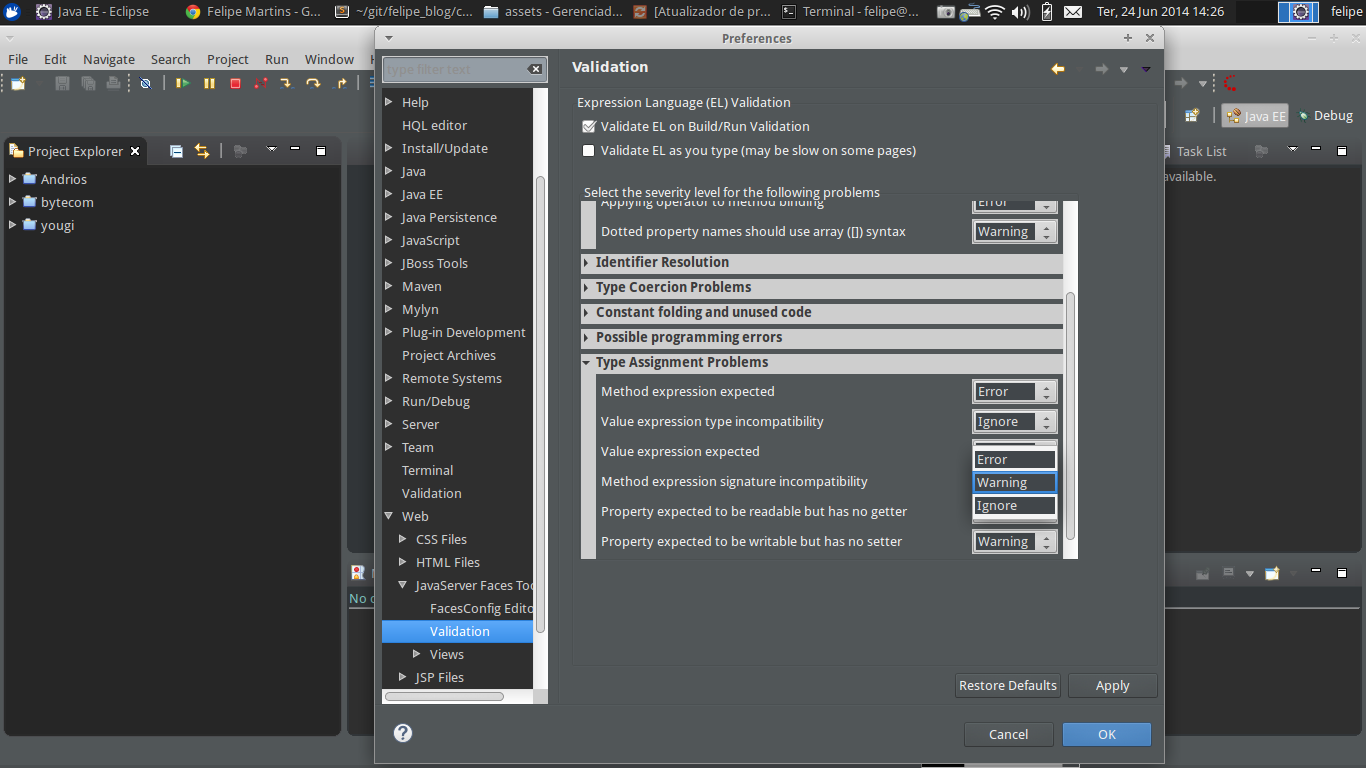 Java EE - Eclipse
Felipe Martins - G...
~/git/felipe_blog/c...
assets - Gerenciad...
[Atualizador de pr...
Terminal - felipe@...
Ter, 24 Jun 2014 14:26
felipe
Preferences
File Edit Navigate Search Project Run Window
type filter text
Validation
Java EE
Debug
Project Explorer
Andrios
bytecom
yougi
Task List
available.
Help
HQL editor
Install/Update
Java
Java EE
Java Persistence
JavaScript
JBoss Tools
Maven
Mylyn
Plug-in Development
Project Archives
Remote Systems
Run/Debug
Server
Team
Terminal
Validation
Web
CSS Files
HTML Files
JavaServer Faces Too
FacesConfig Edito
Validation
Views
JSP Files
Expression Language (EL) Validation
Validate EL on Build/Run Validation
Validate EL as you type (may be slow on some pages)
Select the severity level for the following problems
Applying operator to method binding Error
Dotted property names should use array ([]) syntax Warning
Identifier Resolution
Type Coercion Problems
Constant folding and unused code
Possible programming errors
Type Assignment Problems
Method expression expected Error
Value expression type incompatibility Ignore
Value expression expected
Error
Method expression signature incompatibility
Warning
Ignore
Property expected to be readable but has no getter
Property expected to be writable but has no setter Warning
Restore Defaults
Apply
No
Cancel
OK